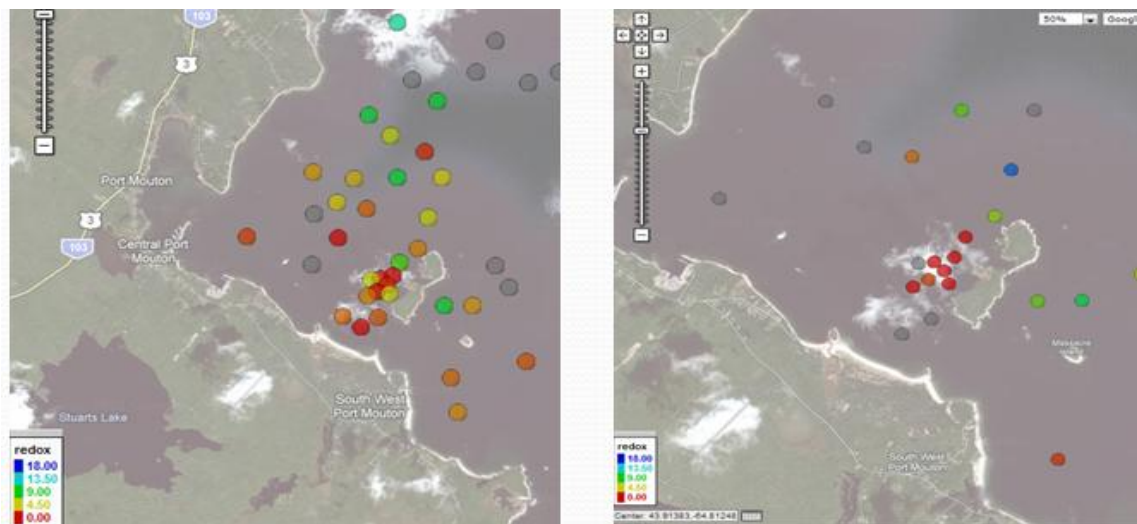 103
3
Port Mouton
3
103
Central Port
Mouton
South West
Port Mouton
Stuarts Lake
redox
18.00
13.50
9.00
4.50
0.00
50%
South West
Port Mouton
redox
18.00
13.50
9.00
4.50
0.00
Center: 43.91383,-64.81248